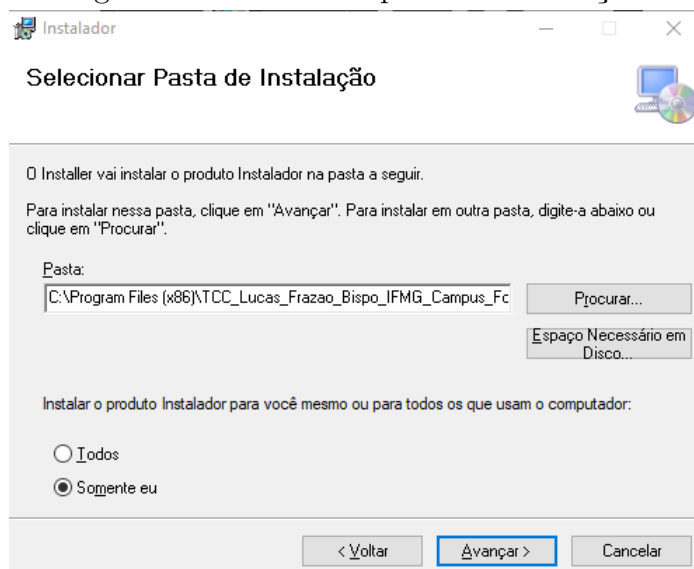 Instalador
Selecionar Pasta de Instalação
O Installer vai instalar o produto Instalador na pasta a seguir.
Para instalar nessa pasta, clique em "Avançar". Para instalar em outra pasta, digite-a abaixo ou
clique em "Procurar".
Pasta:
C:\Program Files (x86)\TCC_Lucas_Frazao_Bispo_IFMG_Campus_Fc
Procurar...
Espaço Necessário em
Disco...
Instalar o produto Instalador para você mesmo ou para todos os que usam o computador:
Todos
Somente eu
< Voltar
Avançar >
Cancelar